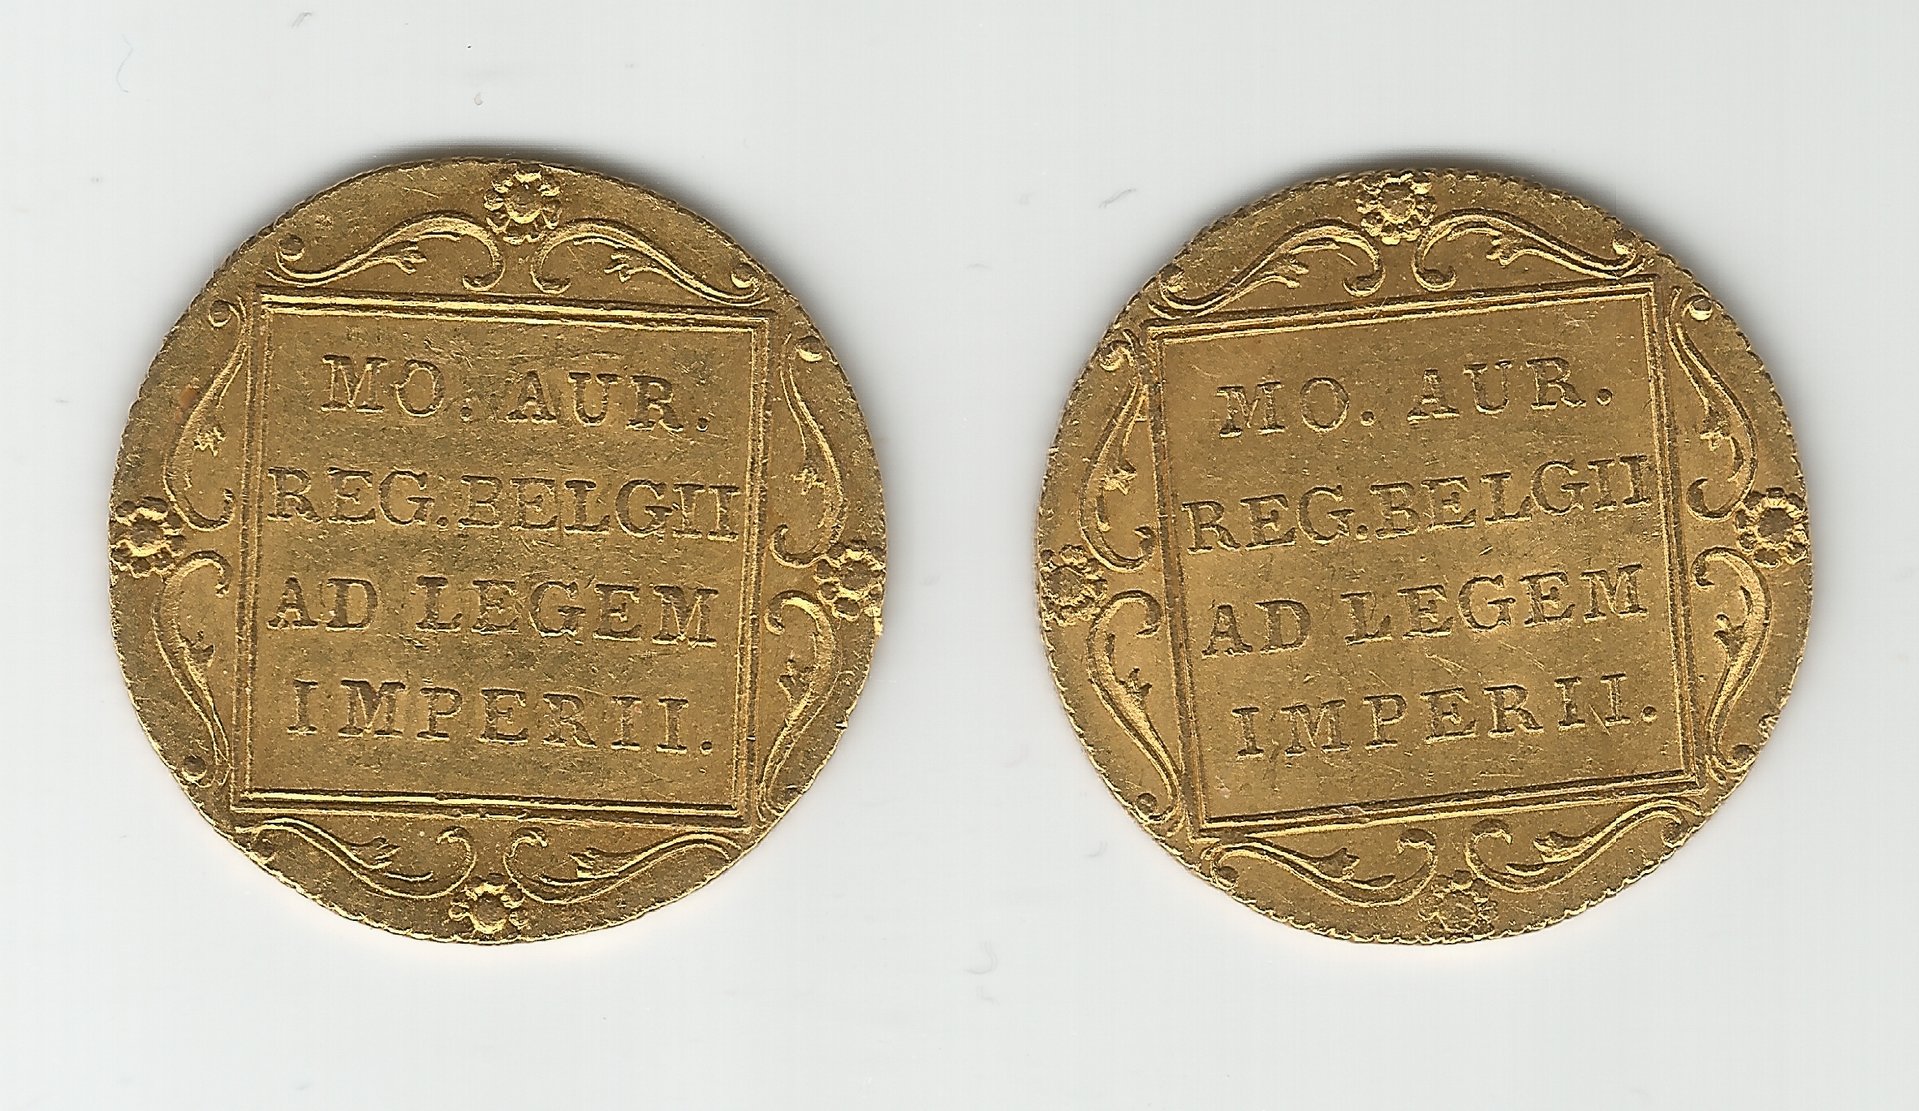 MO. AUR.
REG. BELGII
AD LEGEM
IMPERII.
MO. AUR.
REG. BELGII
AD LEGEM
IMPERII.